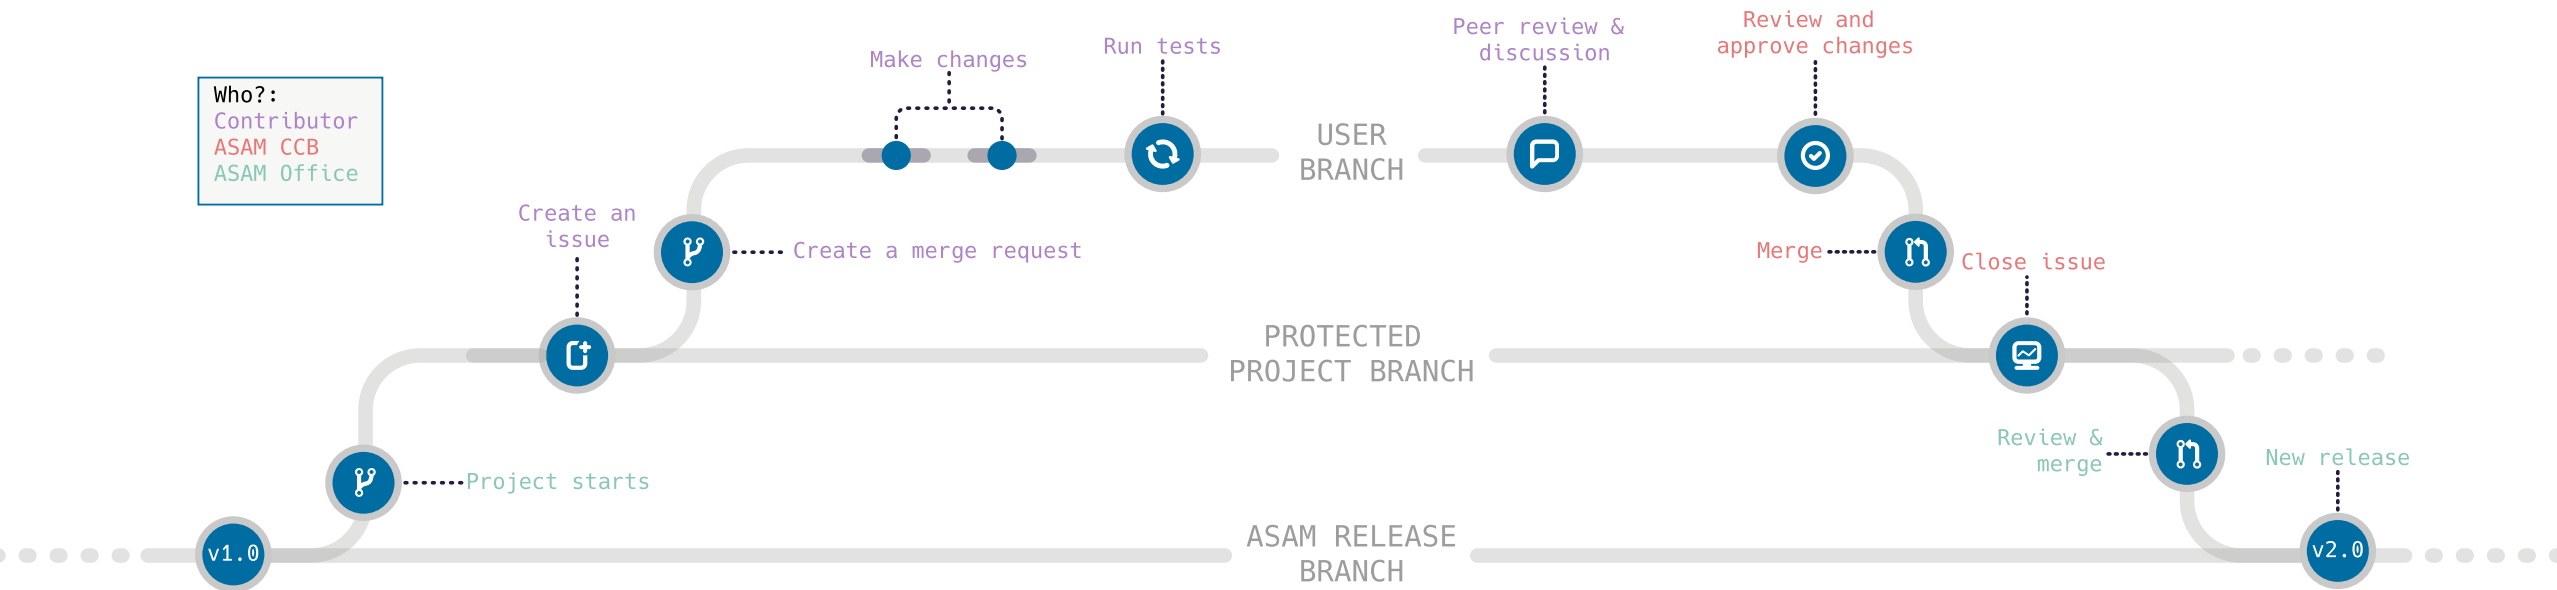 Who?:
Contributor
ASAM CCB
ASAM Office
Project starts
Create an
issue
Create a merge request
Make changes
Run tests
USER
BRANCH
Peer review &
discussion
Review and
approve changes
Merge
Close issue
PROTECTED
PROJECT BRANCH
Review &
merge
New release
v1.0
ASAM RELEASE
BRANCH
v2.0